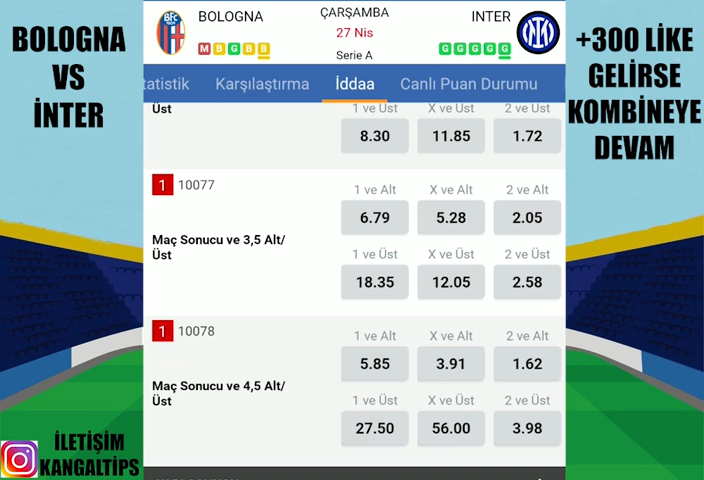 BOLOGNA
VS
İNTER
BFC
1909
BOLOGNA
M B G B B
ÇARŞAMBA
27 Nis
Serie A
INTER
G G G G G
tatistik Karşılaştırma İddaa Canlı Puan Durumu
Üst
1 ve Üst X ve Üst 2 ve Üst
8.30 11.85 1.72
1 10077
1 ve Alt X ve Alt 2 ve Alt
6.79 5.28 2.05
Maç Sonucu ve 3,5 Alt/
Üst
1 ve Üst X ve Üst 2 ve Üst
18.35 12.05 2.58
1 10078
1 ve Alt X ve Alt 2 ve Alt
5.85 3.91 1.62
Maç Sonucu ve 4,5 Alt/
Üst
1 ve Üst X ve Üst 2 ve Üst
27.50 56.00 3.98
+300 LİKE
GELİRSE
KOMBİNEYE
DEVAM
İLETİŞİM
KANGALTİPS